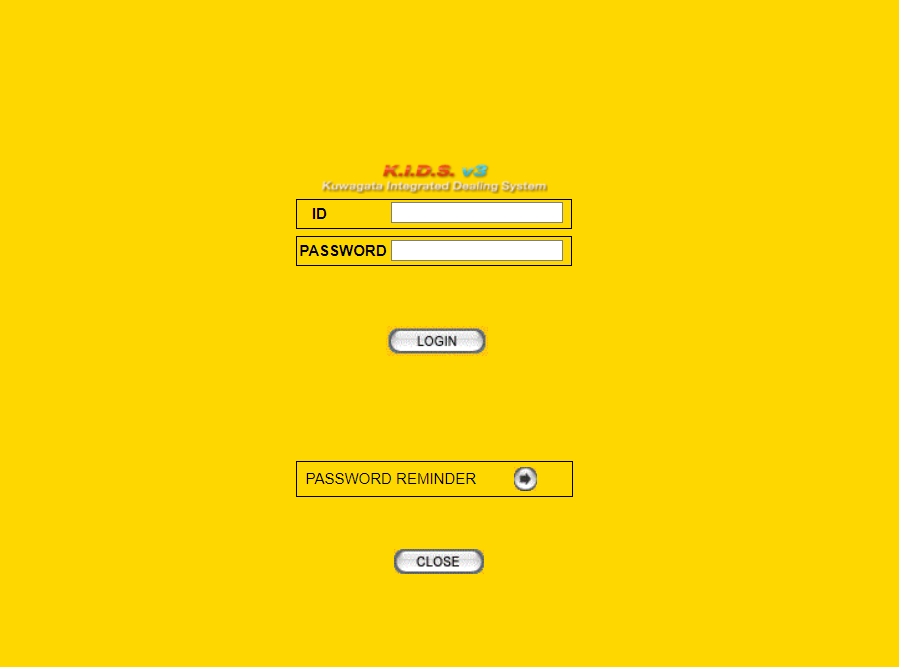 K.i.D.S. v3
Kuwagata Integrated Dealing System
ID
PASSWORD
LOGIN
PASSWORD REMINDER
CLOSE